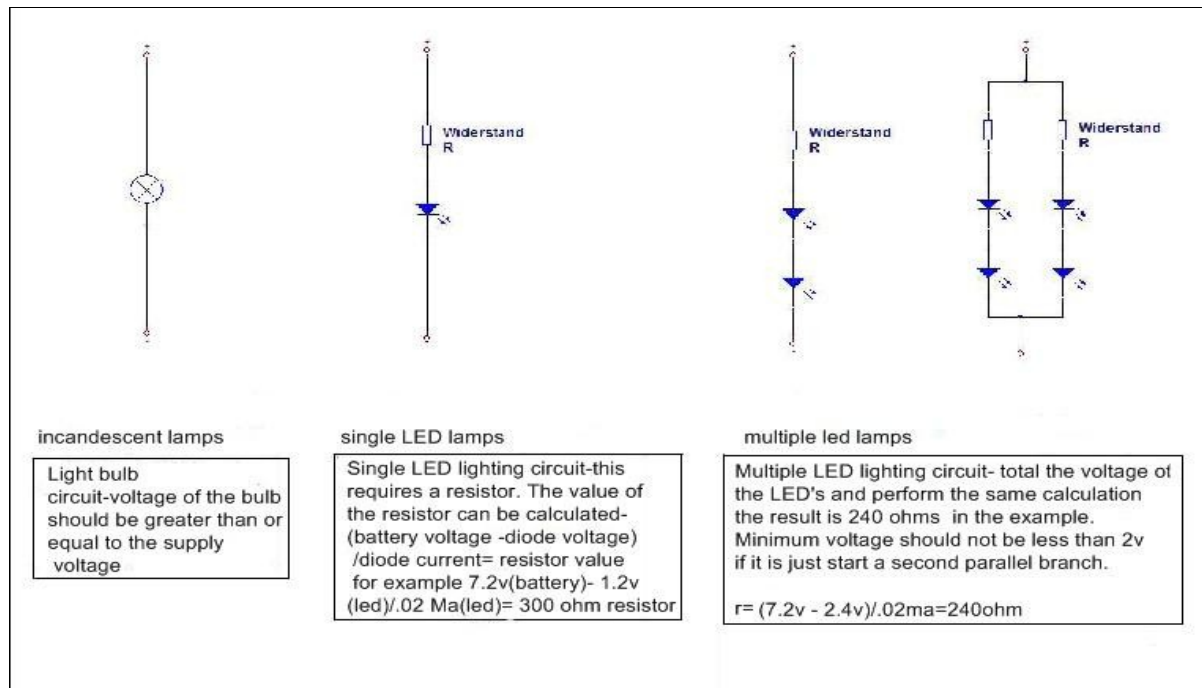 Widerstand
R
Widerstand
R
Widerstand
R
incandescent lamps
Light bulb
circuit-voltage of the bulb
should be greater than or
equal to the supply
voltage
single LED lamps
Single LED lighting circuit-this
requires a resistor. The value of
the resistor can be calculated-
(battery voltage -diode voltage)
/diode current= resistor value
for example 7.2v(battery)- 1.2v
(led)/.02 Ma(led)= 300 ohm resistor
multiple led lamps
Multiple LED lighting circuit- total the voltage of
the LED's and perform the same calculation
the result is 240 ohms in the example.
Minimum voltage should not be less than 2v
if it is just start a second parallel branch.
r= (7.2v - 2.4v)/.02ma=240ohm